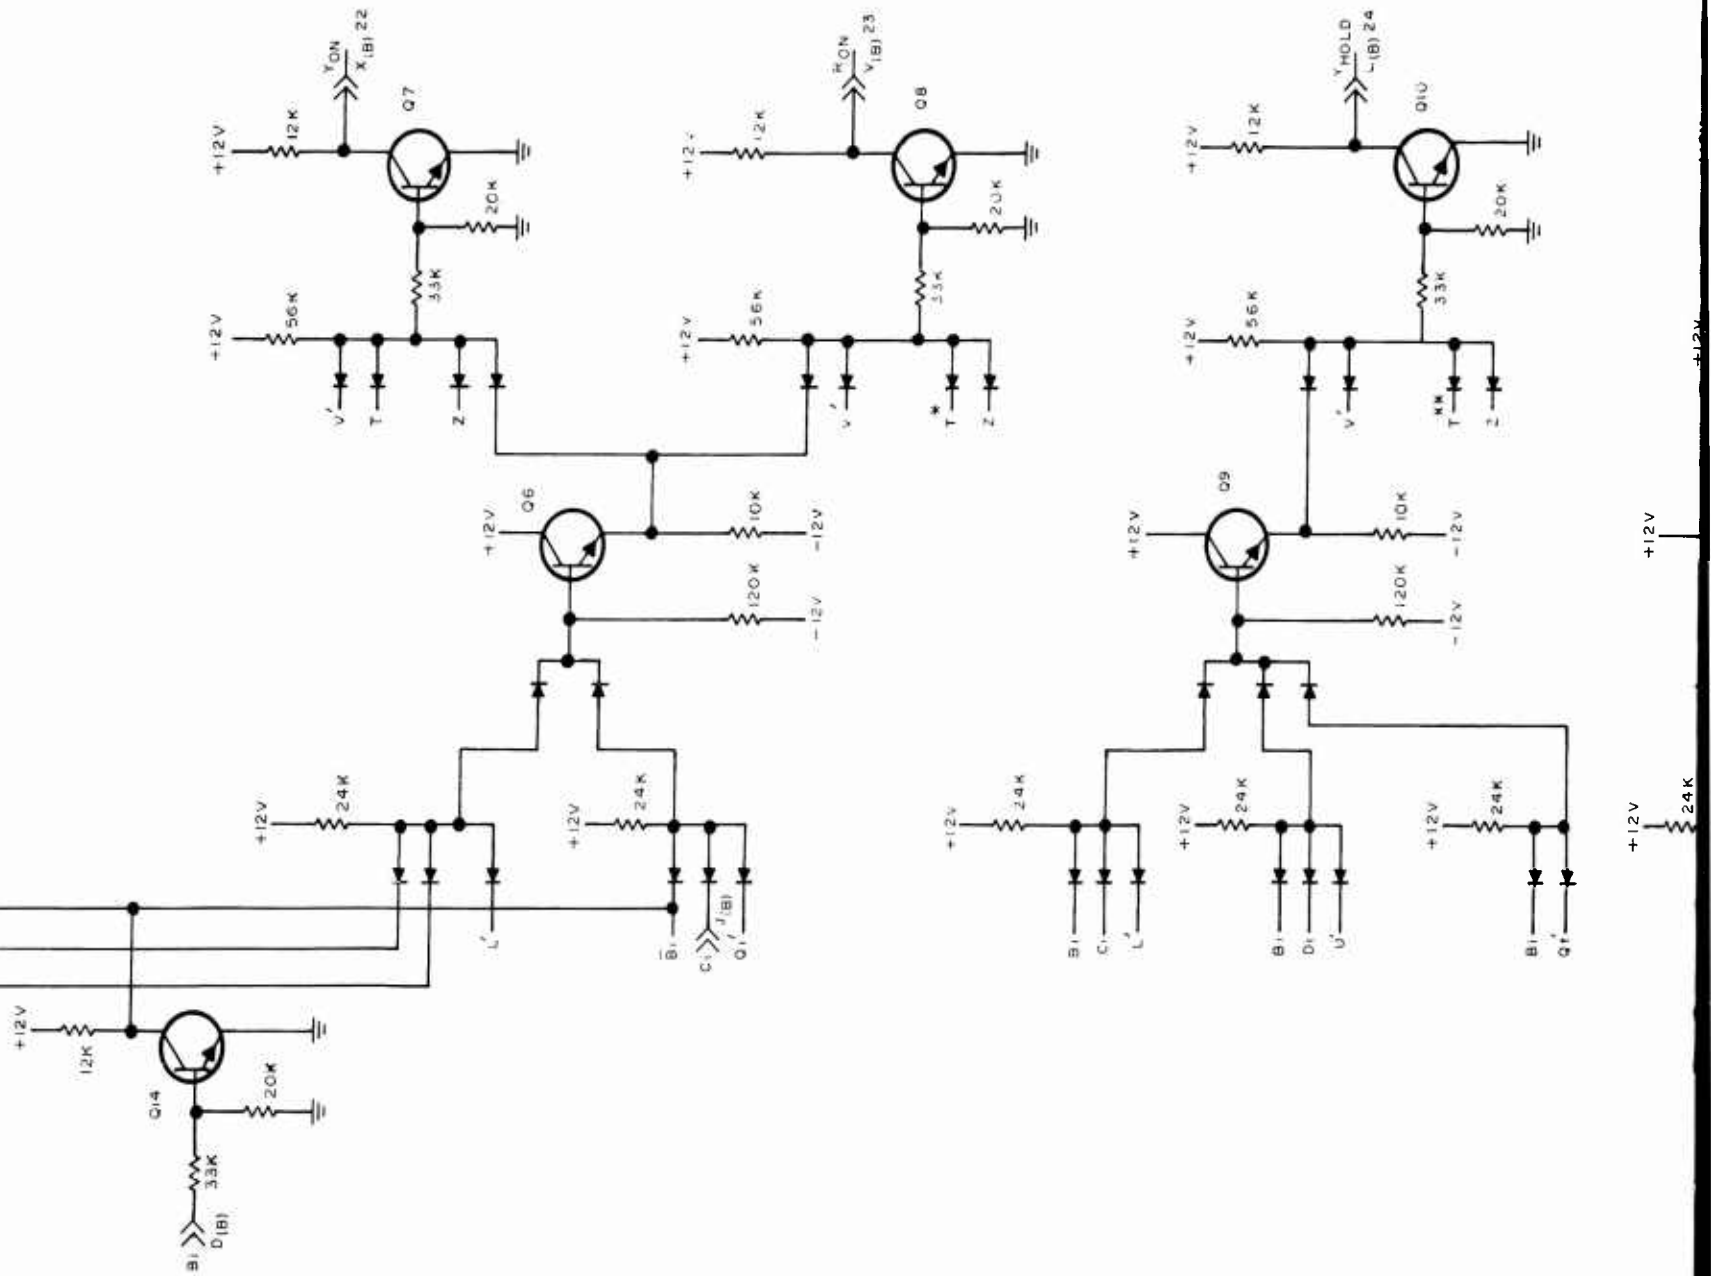 YON
X(B) 22
+12V
12K
Q7
20K
33K
+12V
56K
V'
T
Z
RON
V(B) 23
+12V
12K
Q8
20K
33K
+12V
56K
V'
*
T
Z
YHOLD
L(B) 24
+12V
12K
Q10
20K
33K
+12V
56K
V'
**
T
Z
+12V
Q6
+12V
10K
-12V
120K
-12V
Q9
+12V
10K
-12V
120K
-12V
+12V
+12V
24K
L'
+12V
24K
B1
C1
J(B)
Q1'
+12V
24K
B1
C1
L'
+12V
24K
B1
D1
U'
+12V
24K
B1
Q1'
+12V
24K
+12V
12K
Q14
20K
33K
B1
D(B)